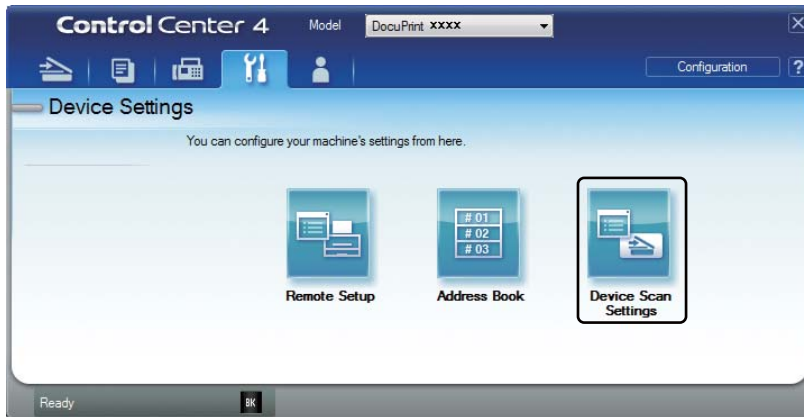 Control Center 4
Model
DocuPrint xxxx
Configuration
?
Device Settings
You can configure your machine's settings from here.
# 01
# 02
# 03
Remote Setup
Address Book
Device Scan
Settings
Ready
BK